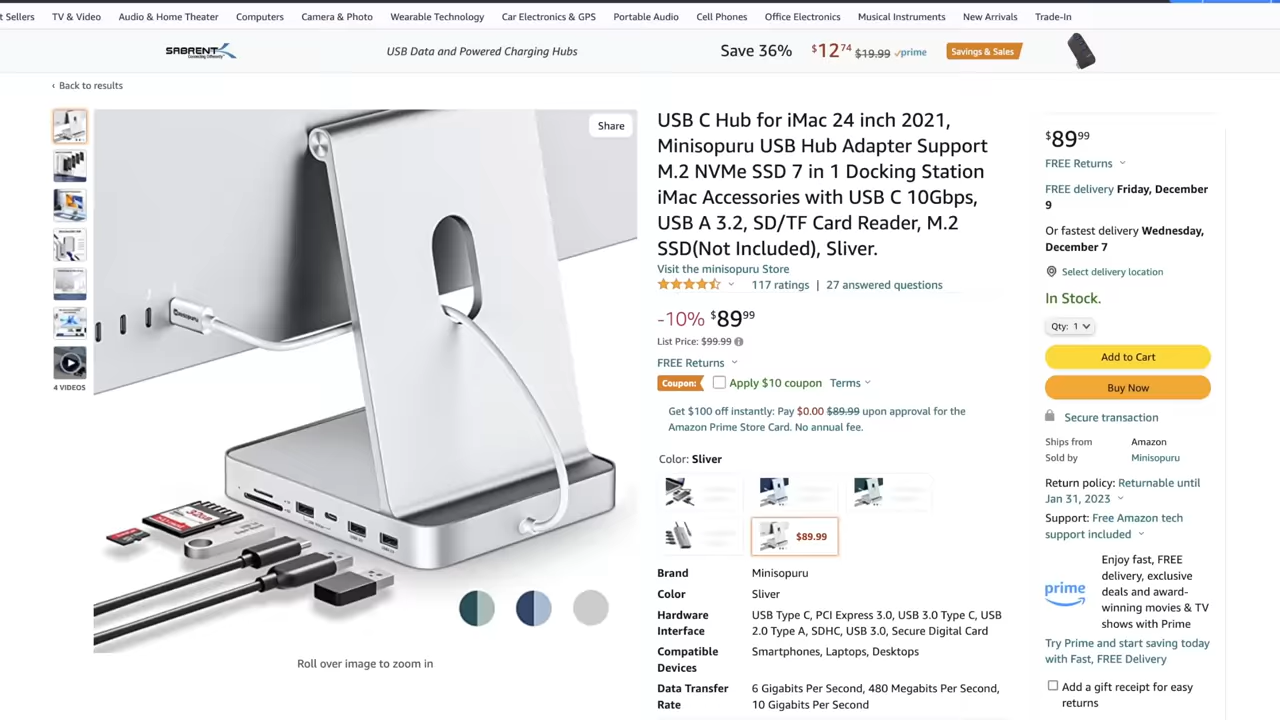 t Sellers TV & Video Audio & Home Theater Computers Camera & Photo Wearable Technology Car Electronics & GPS Portable Audio Cell Phones Office Electronics Musical Instruments New Arrivals Trade-In
SABRENT USB Data and Powered Charging Hubs Save 36% $12.74 $19.99 prime Savings & Sales
‹ Back to results
Share
minisopuru
32GB
4 VIDEOS
Roll over image to zoom in
USB C Hub for iMac 24 inch 2021,
Minisopuru USB Hub Adapter Support
M.2 NVMe SSD 7 in 1 Docking Station
iMac Accessories with USB C 10Gbps,
USB A 3.2, SD/TF Card Reader, M.2
SSD(Not Included), Sliver.
Visit the minisopuru Store
117 ratings | 27 answered questions
-10% $89.99
List Price: $99.99
FREE Returns
Coupon: Apply $10 coupon Terms
Get $100 off instantly: Pay $0.00 $89.99 upon approval for the
Amazon Prime Store Card. No annual fee.
Color: Sliver
$89.99
Brand Minisopuru
Color Sliver
Hardware Interface USB Type C, PCI Express 3.0, USB 3.0 Type C, USB
2.0 Type A, SDHC, USB 3.0, Secure Digital Card
Compatible Devices Smartphones, Laptops, Desktops
Data Transfer Rate 6 Gigabits Per Second, 480 Megabits Per Second,
10 Gigabits Per Second
$89.99
FREE Returns
FREE delivery Friday, December
9
Or fastest delivery Wednesday,
December 7
Select delivery location
In Stock.
Qty: 1
Add to Cart
Buy Now
Secure transaction
Ships from Amazon
Sold by Minisopuru
Return policy: Returnable until
Jan 31, 2023
Support: Free Amazon tech
support included
prime
Enjoy fast, FREE
delivery, exclusive
deals and award-
winning movies & TV
shows with Prime
Try Prime and start saving today
with Fast, FREE Delivery
Add a gift receipt for easy
returns